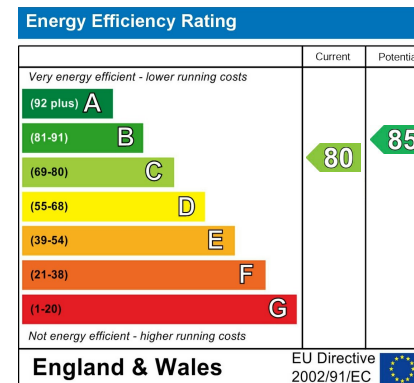 Energy Efficiency Rating
Current Potentia
Very energy efficient - lower running costs
(92 plus) A
(81-91) B
(69-80) C
(55-68) D
(39-54) E
(21-38) F
(1-20) G
80
85
Not energy efficient - higher running costs
England & Wales
EU Directive
2002/91/EC